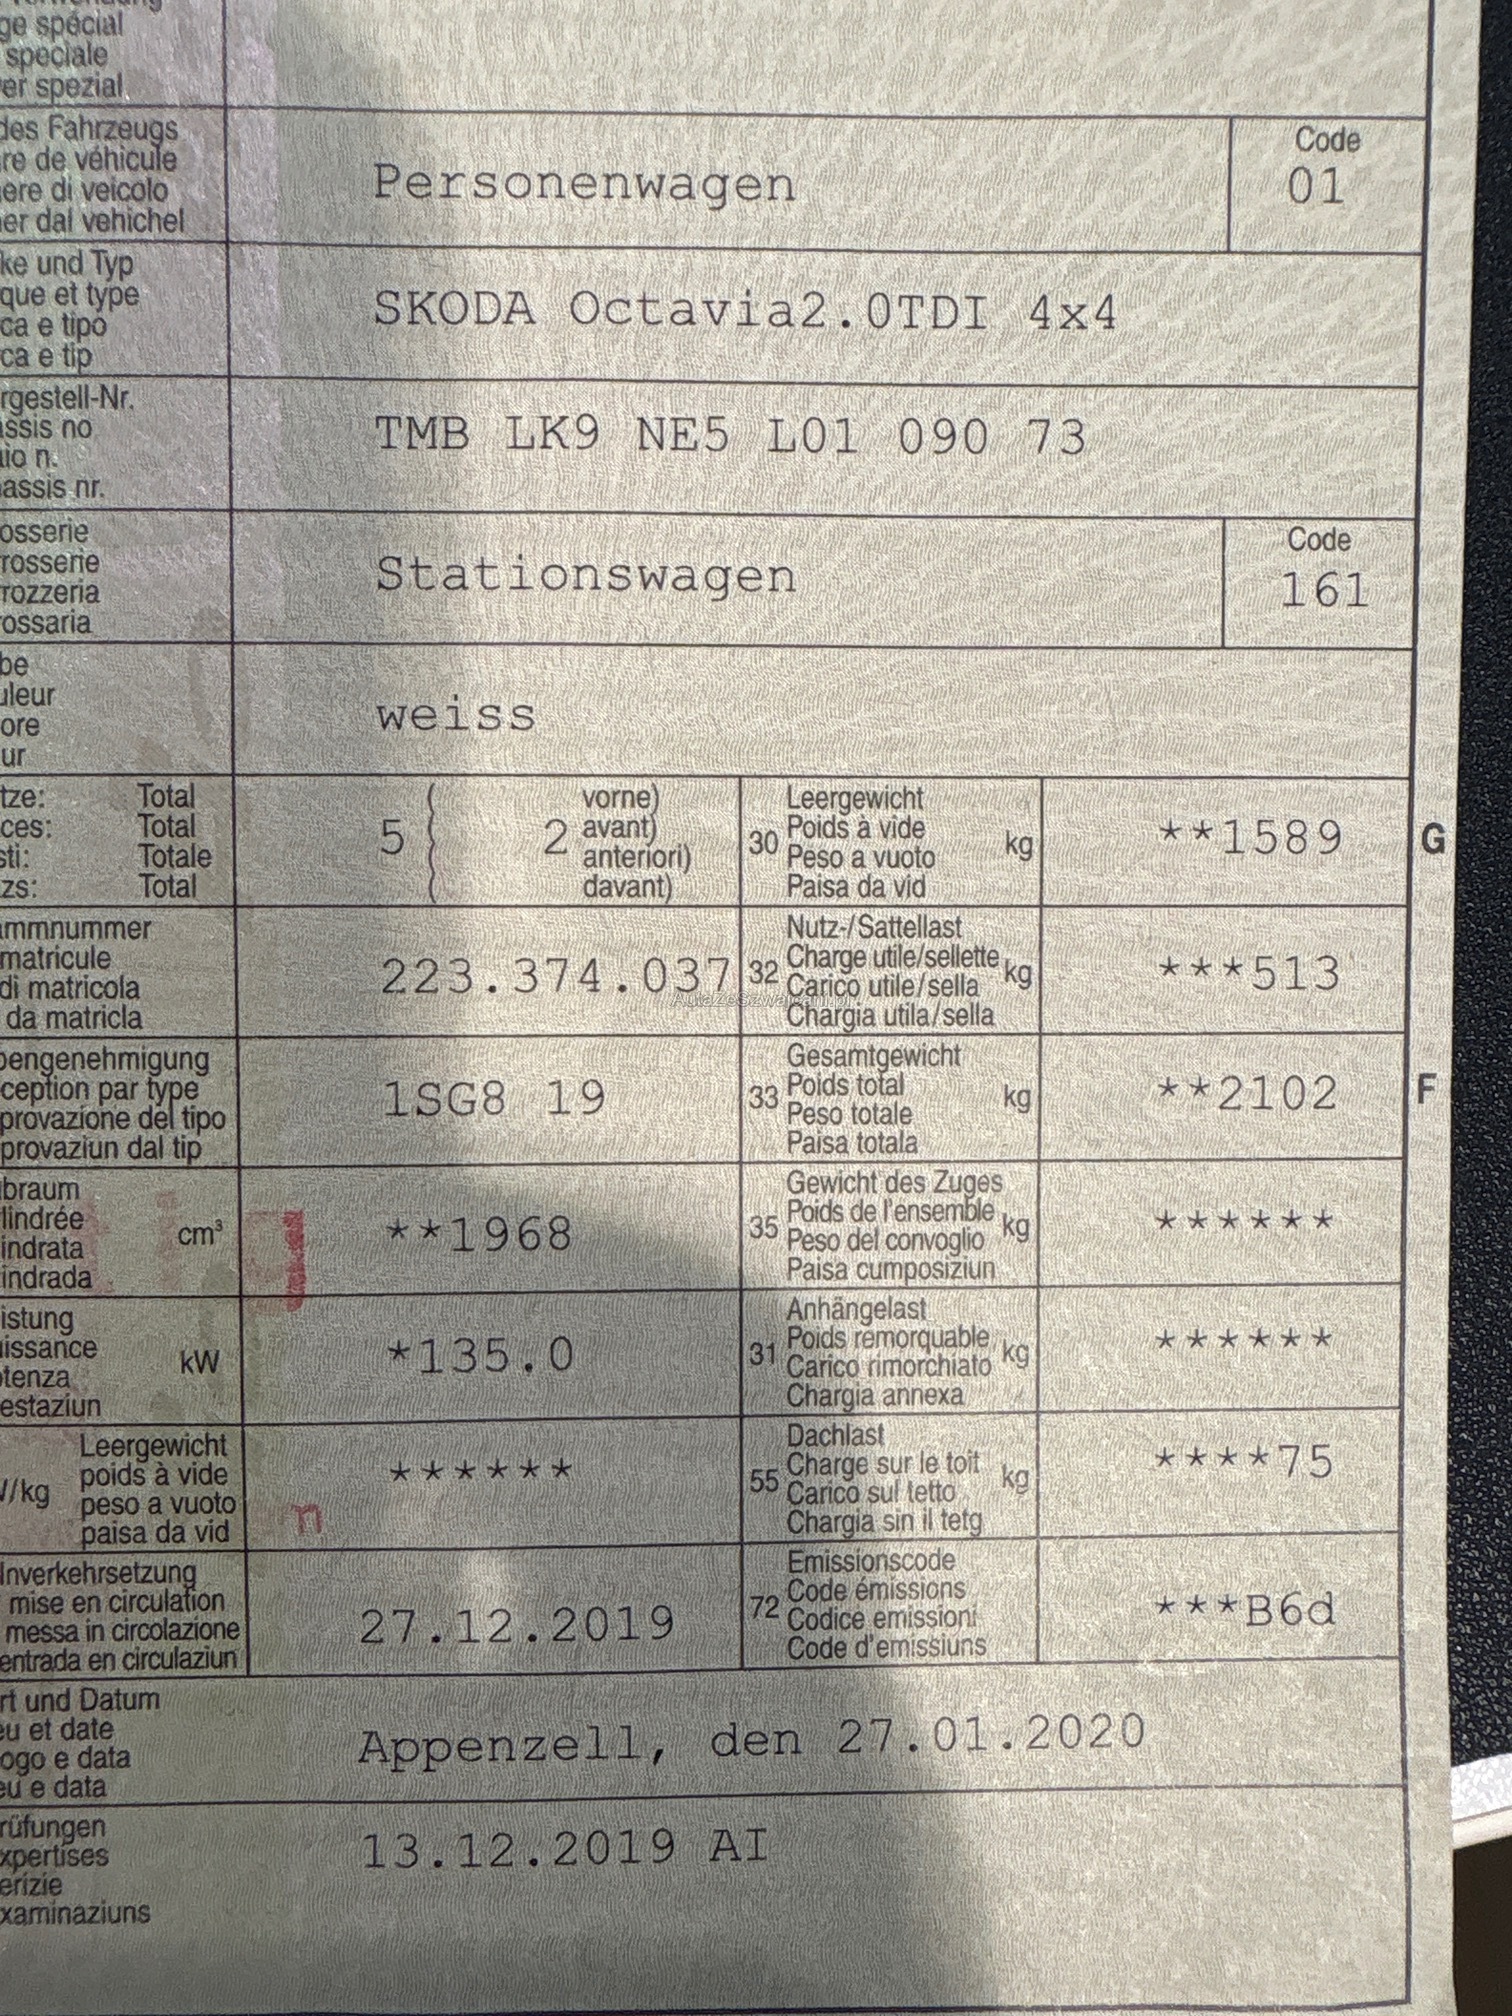 ge spécial
speciale
er spezial
des Fahrzeugs
re de véhicule
ere di veicolo
er dal vehichel
Personenwagen
Code
01
ke und Typ
que et type
ca e tipo
ca e tip
SKODA Octavia2.0TDI 4x4
rgestell-Nr.
assis no
aio n.
assis nr.
TMB LK9 NE5 L01 090 73
osserie
rosserie
rozzeria
ossaria
Stationswagen
Code
161
be
uleur
ore
ur
weiss
tze: Total
ces: Total
sti: Totale
zs: Total
5 ( 2 vorne)
avant)
anteriori)
davant)
30 Leergewicht
Poids à vide
Peso a vuoto
Paisa da vid
kg
**1589
G
ammnummer
matricule
di matricola
da matricla
223.374.037
32 Nutz-/Sattellast
Charge utile/sellette
Carico utile/sella
Chargia utila/sella
kg
***513
AutaZeSzwajcarii.pl
pengenehmigung
ception par type
provazione del tipo
provaziun dal tip
1SG8 19
33 Gesamtgewicht
Poids total
Peso totale
Paisa totala
kg
**2102
F
braum
lindrée
indrata
indrada
cm³
**1968
35 Gewicht des Zuges
Poids de l'ensemble
Peso del convoglio
Paisa cumposiziun
kg
******
istung
issance
otenza
estaziun
kW
*135.0
31 Anhängelast
Poids remorquable
Carico rimorchiato
Chargia annexa
kg
******
/kg
Leergewicht
poids à vide
peso a vuoto
paisa da vid
n
******
55 Dachlast
Charge sur le toit
Carico sul tetto
Chargia sin il tetg
kg
****75
Inverkehrsetzung
mise en circulation
messa in circolazione
entrada en circulaziun
27.12.2019
72 Emissionscode
Code émissions
Codice emissioni
Code d'emissiuns
***B6d
rt und Datum
eu et date
ogo e data
eu e data
Appenzell, den 27.01.2020
rüfungen
xpertises
erizie
xaminaziuns
13.12.2019 AI